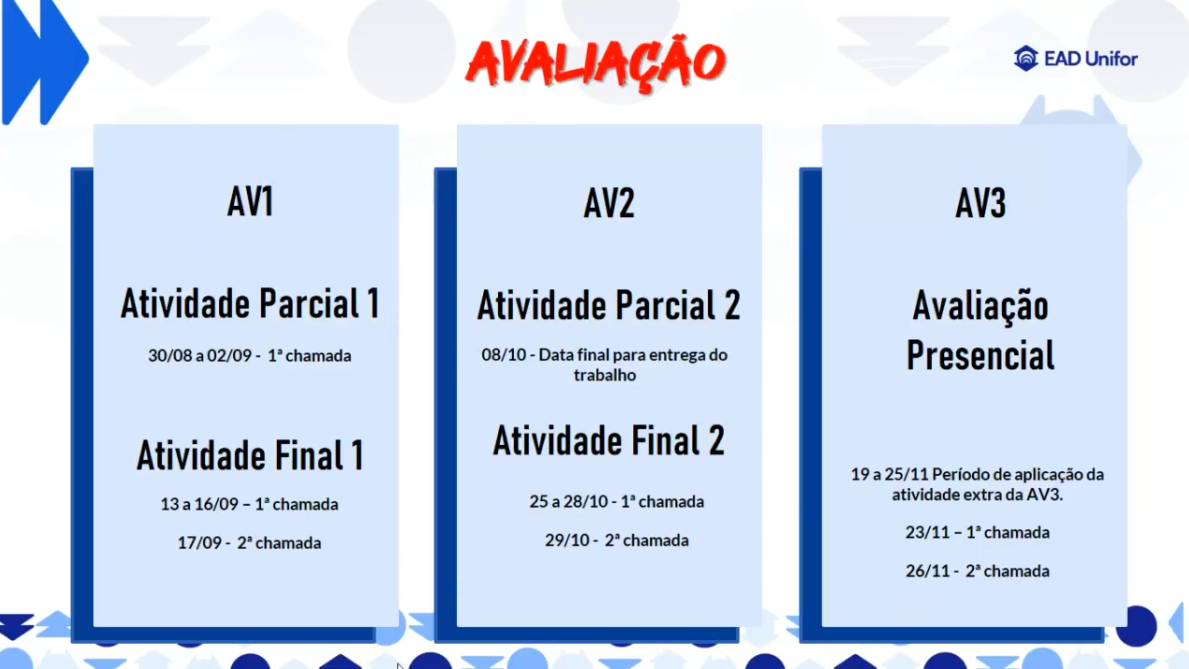 AVALIAÇÃO
EAD Unifor
AV1
Atividade Parcial 1
30/08 a 02/09 - 1ª chamada
Atividade Final 1
13 a 16/09 – 1ª chamada
17/09 - 2ª chamada
AV2
Atividade Parcial 2
08/10 - Data final para entrega do
trabalho
Atividade Final 2
25 a 28/10 - 1ª chamada
29/10 - 2ª chamada
AV3
Avaliação
Presencial
19 a 25/11 Período de aplicação da
atividade extra da AV3.
23/11 – 1ª chamada
26/11 - 2ª chamada